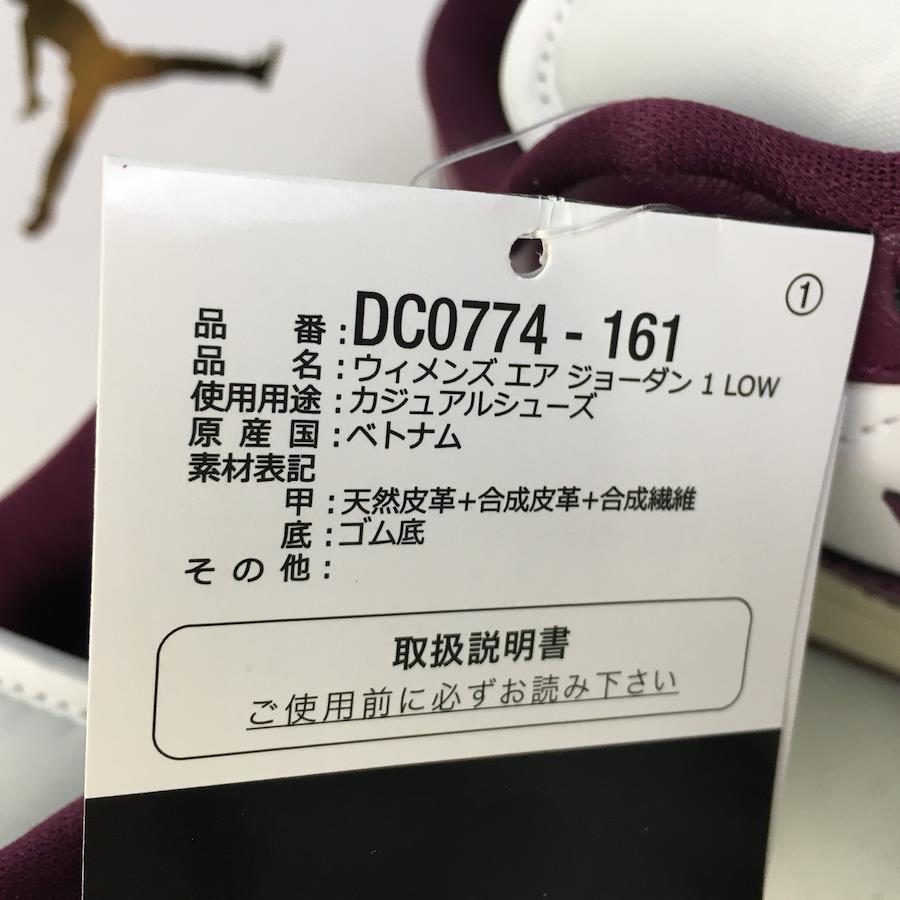 ①
品番:DC0774-161
品名:ウィメンズ エア ジョーダン 1 LOW
使用用途:カジュアルシューズ
原産国:ベトナム
素材表記
甲:天然皮革+合成皮革+合成繊維
底:ゴム底
その他:
取扱説明書
ご使用前に必ずお読み下さい